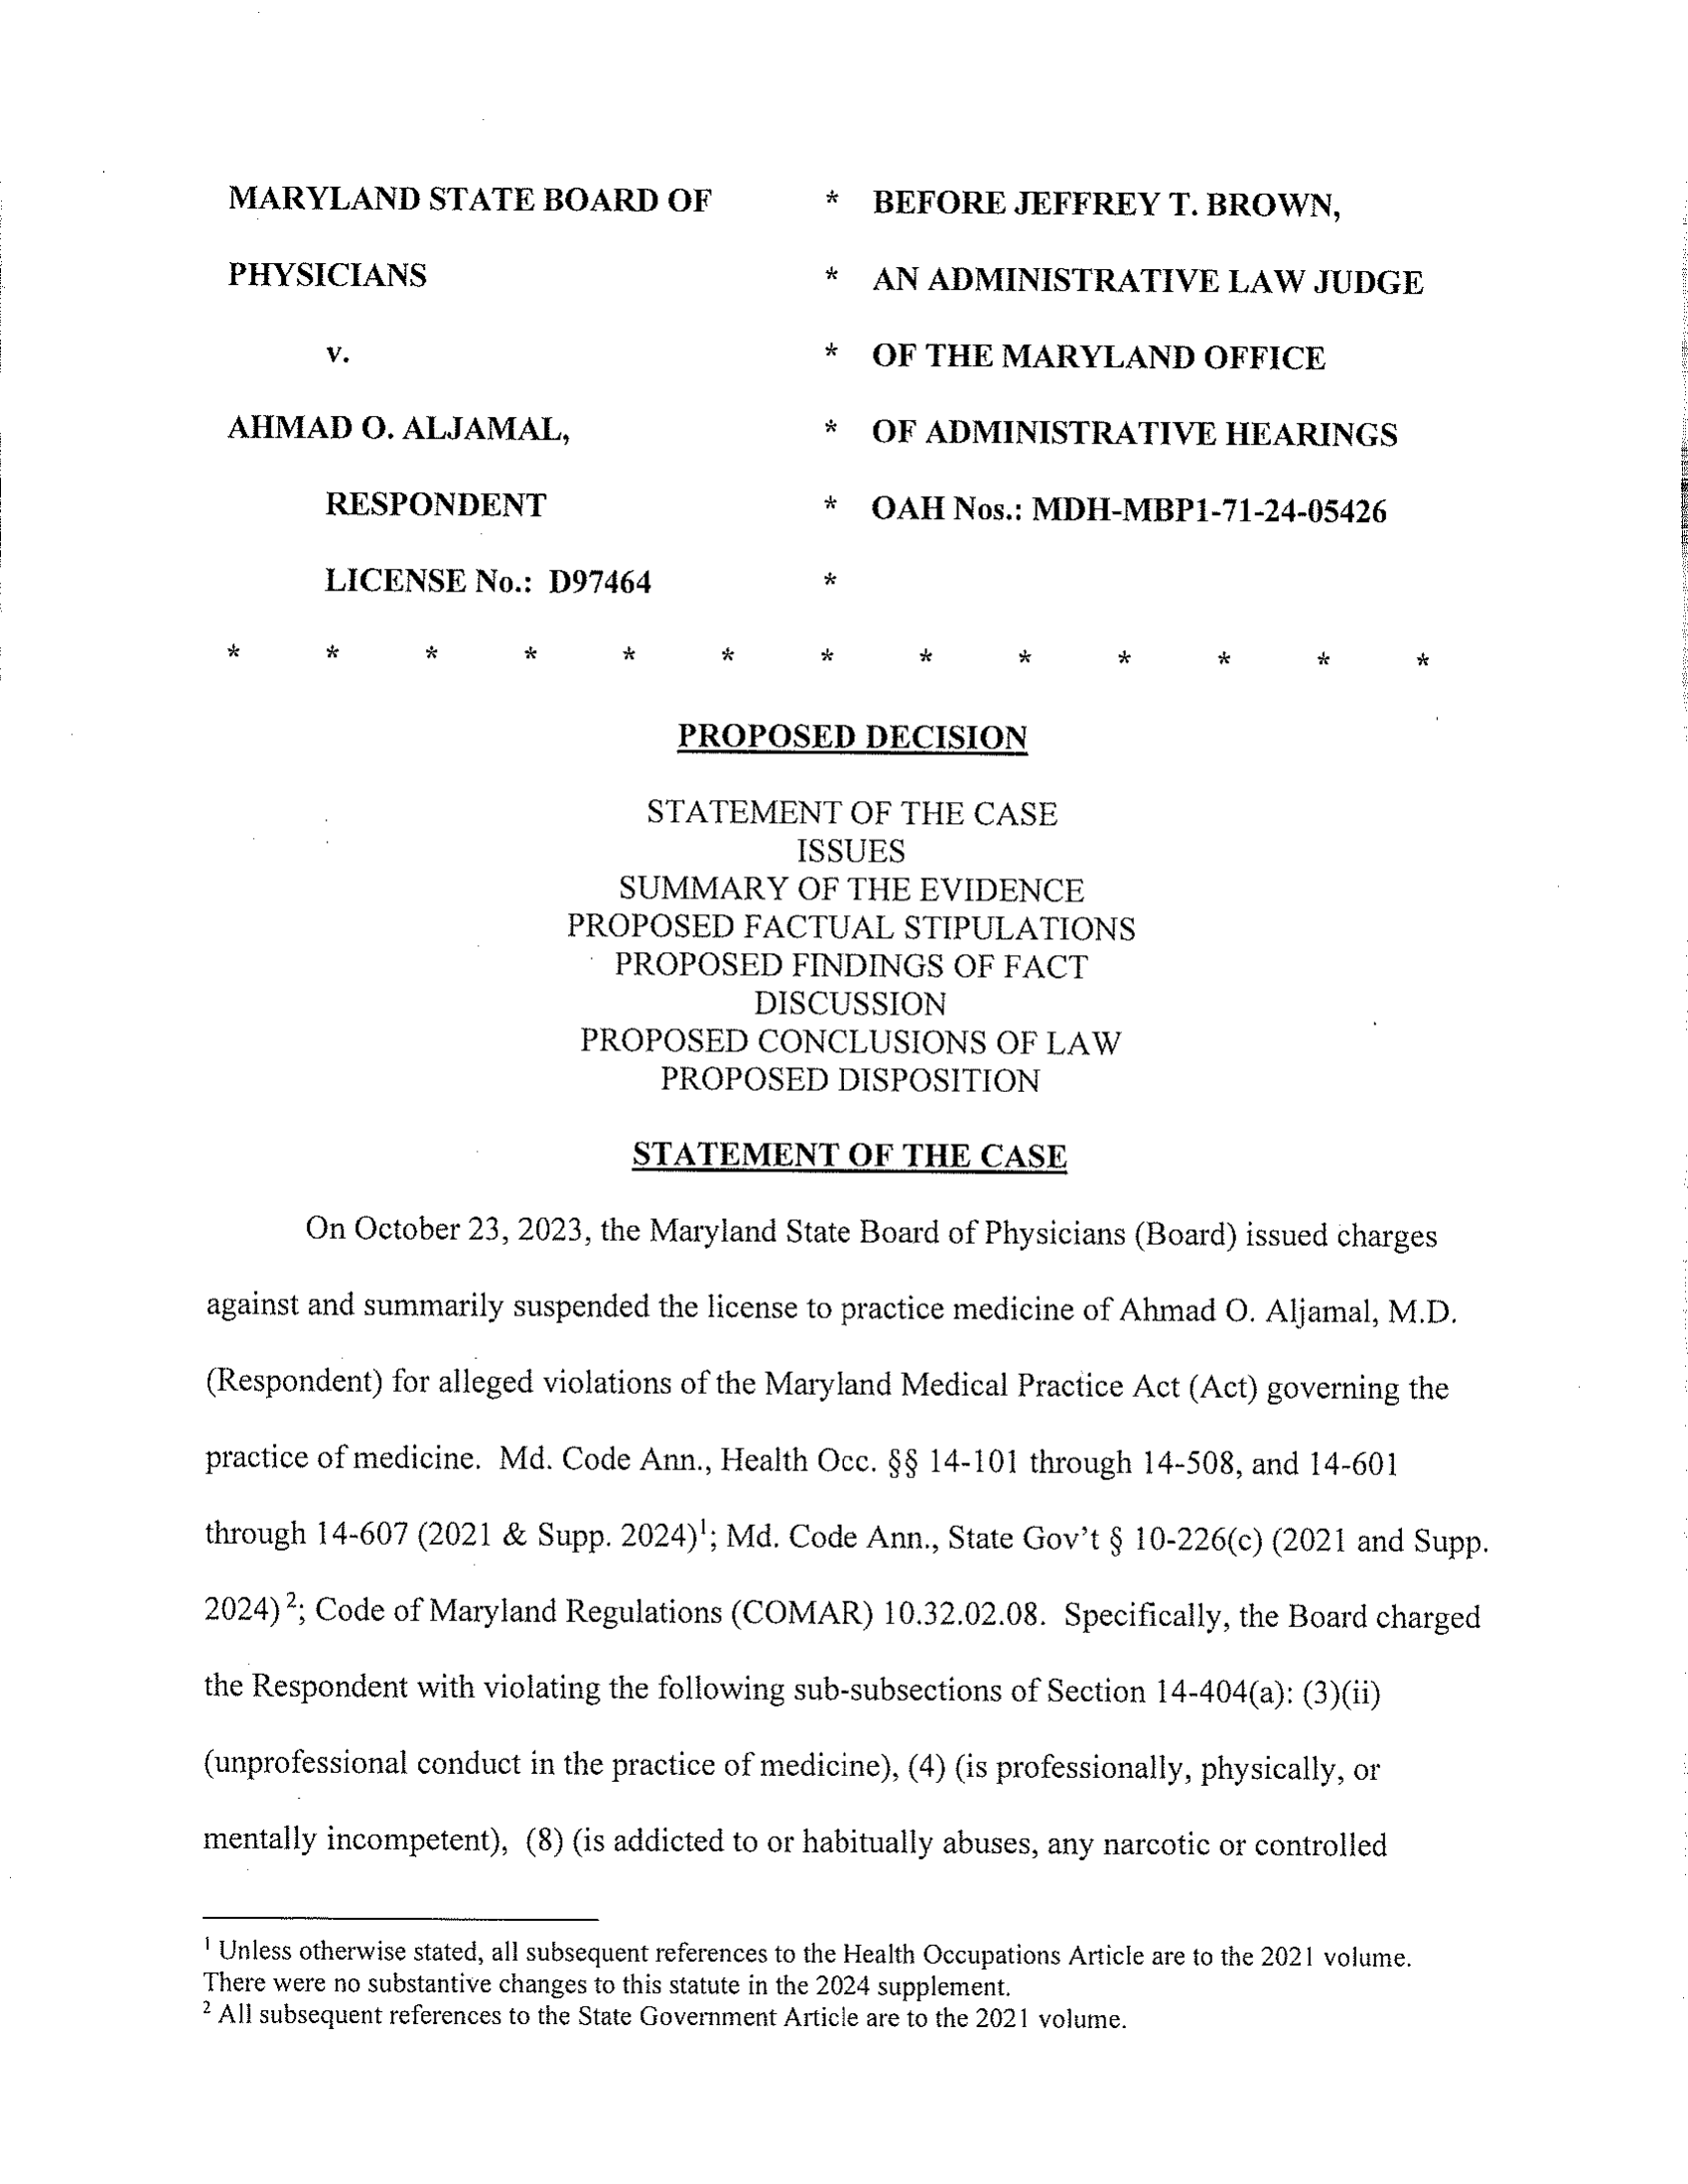 MARYLAND STATE BOARD OF * BEFORE JEFFREY T. BROWN,
PHYSICIANS * AN ADMINISTRATIVE LAW JUDGE
v. * OF THE MARYLAND OFFICE
AHMAD O. ALJAMAL, * OF ADMINISTRATIVE HEARINGS
RESPONDENT * OAH Nos.: MDH-MBP1-71-24-05426
LICENSE No.: D97464 *
* * * * * * * * * * * * *
PROPOSED DECISION
STATEMENT OF THE CASE
ISSUES
SUMMARY OF THE EVIDENCE
PROPOSED FACTUAL STIPULATIONS
PROPOSED FINDINGS OF FACT
DISCUSSION
PROPOSED CONCLUSIONS OF LAW
PROPOSED DISPOSITION
STATEMENT OF THE CASE
On October 23, 2023, the Maryland State Board of Physicians (Board) issued charges
against and summarily suspended the license to practice medicine of Ahmad O. Aljamal, M.D.
(Respondent) for alleged violations of the Maryland Medical Practice Act (Act) governing the
practice of medicine. Md. Code Ann., Health Occ. §§ 14-101 through 14-508, and 14-601
through 14-607 (2021 & Supp. 2024)¹; Md. Code Ann., State Gov't § 10-226(c) (2021 and Supp.
2024) ²; Code of Maryland Regulations (COMAR) 10.32.02.08. Specifically, the Board charged
the Respondent with violating the following sub-subsections of Section 14-404(a): (3)(ii)
(unprofessional conduct in the practice of medicine), (4) (is professionally, physically, or
mentally incompetent), (8) (is addicted to or habitually abuses, any narcotic or controlled
¹ Unless otherwise stated, all subsequent references to the Health Occupations Article are to the 2021 volume.
There were no substantive changes to this statute in the 2024 supplement.
² All subsequent references to the State Government Article are to the 2021 volume.